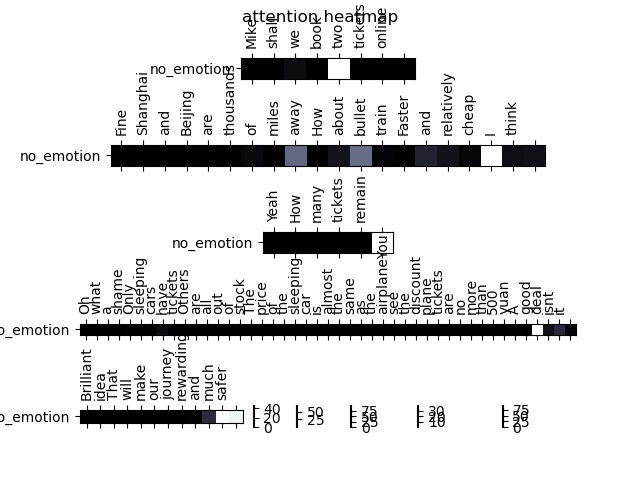 attention heatmap
Mike shall we book two tickets online
no_emotion
Fine Shanghai and Beijing are thousands of miles away How about bullet train Faster and relatively cheap I think
no_emotion
Yeah How many tickets remain
no_emotion
You
Oh what a shame Only sleeping cars have tickets Others are all out of stock The price of the sleeping car is almost the same as the airplane see the discount plane tickets are no more than 500 yuan A good deal isnt it
o_emotion
Brilliant idea That will make our journey rewarding and much safer
o_emotion
40 20 0
50 25
75 50 25 0
30 20 10
75 50 25 0